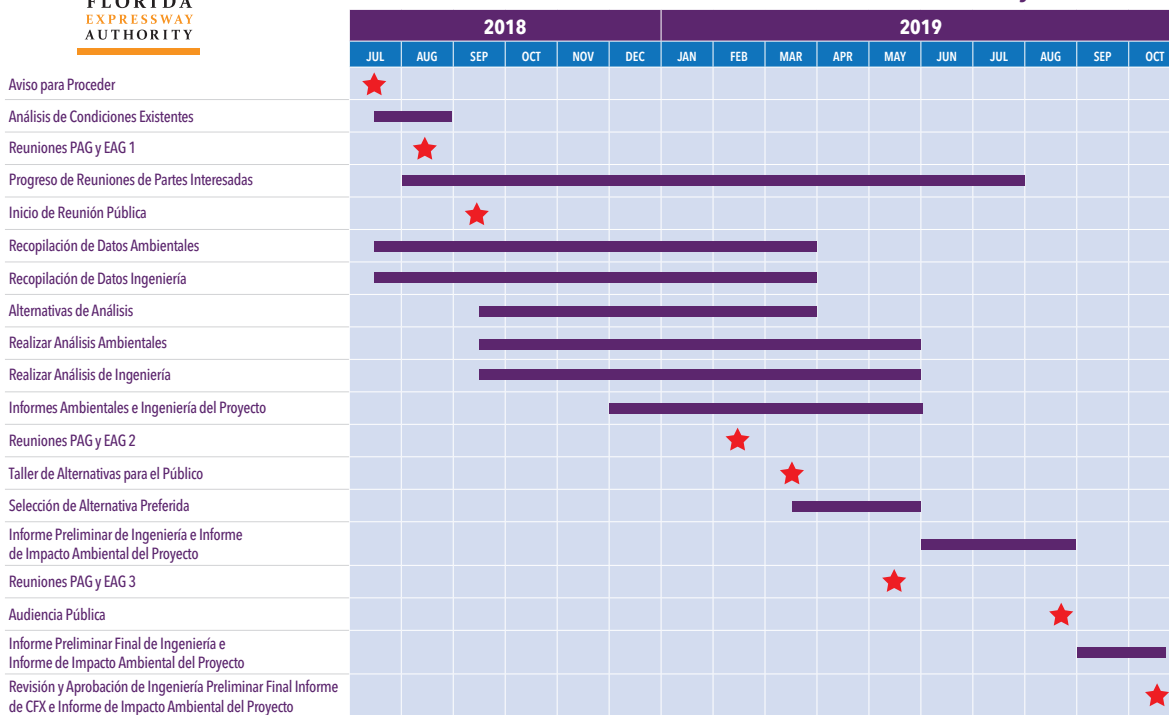 FLORIDA
EXPRESSWAY
AUTHORITY
2018 2019
JUL AUG SEP OCT NOV DEC JAN FEB MAR APR MAY JUN JUL AUG SEP OCT
Aviso para Proceder
Análisis de Condiciones Existentes
Reuniones PAG y EAG 1
Progreso de Reuniones de Partes Interesadas
Inicio de Reunión Pública
Recopilación de Datos Ambientales
Recopilación de Datos Ingeniería
Alternativas de Análisis
Realizar Análisis Ambientales
Realizar Análisis de Ingeniería
Informes Ambientales e Ingeniería del Proyecto
Reuniones PAG y EAG 2
Taller de Alternativas para el Público
Selección de Alternativa Preferida
Informe Preliminar de Ingeniería e Informe
de Impacto Ambiental del Proyecto
Reuniones PAG y EAG 3
Audiencia Pública
Informe Preliminar Final de Ingeniería e
Informe de Impacto Ambiental del Proyecto
Revisión y Aprobación de Ingeniería Preliminar Final Informe
de CFX e Informe de Impacto Ambiental del Proyecto